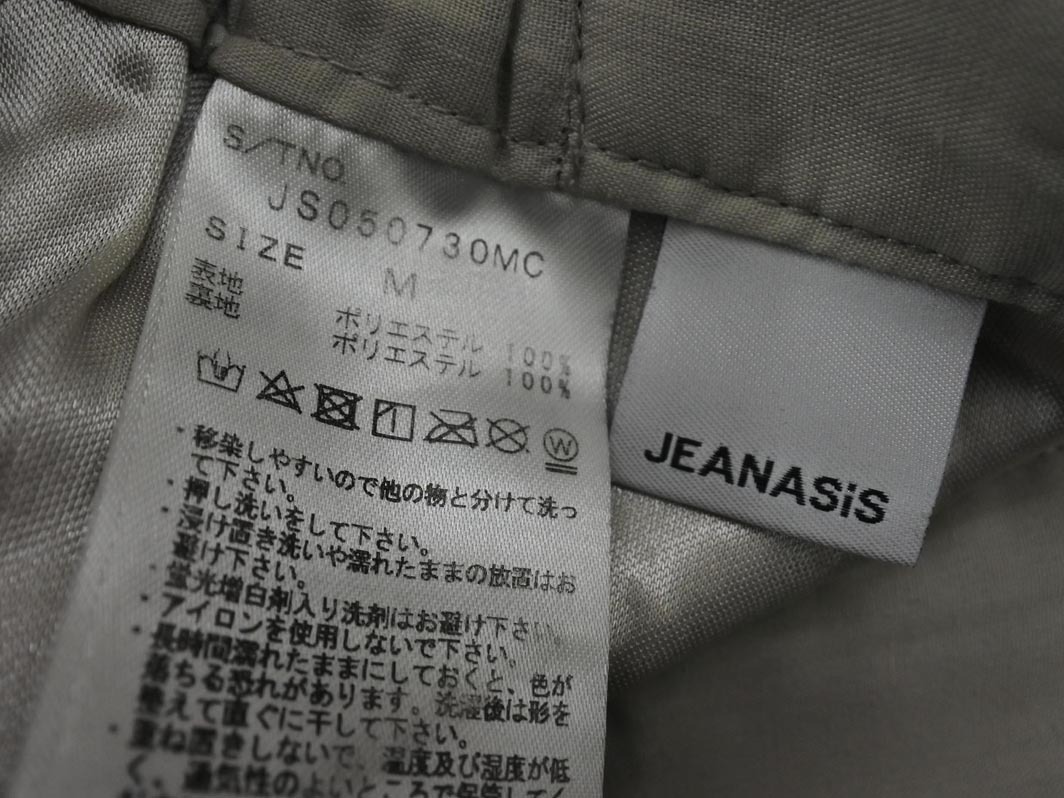 S/TNO.
JS050730MC
SIZE M
表地 ポリエステル 100%
裏地 ポリエステル 100%
W
・移染しやすいので他の物と分けて洗っ
て下さい。
・押し洗いをして下さい。
・浸け置き洗いや濡れたままの放置はお
避け下さい。
・蛍光増白剤入り洗剤はお避け下さい。
・アイロンを使用しないで下さい。
・長時間濡れたままにしておくと、色が
落ちる恐れがあります。洗濯後は形を
整えて直ぐに干して下さい。
・重ね置きしないで、温度及び湿度が低
く、通気性のよいところで保管してく
JEANASiS